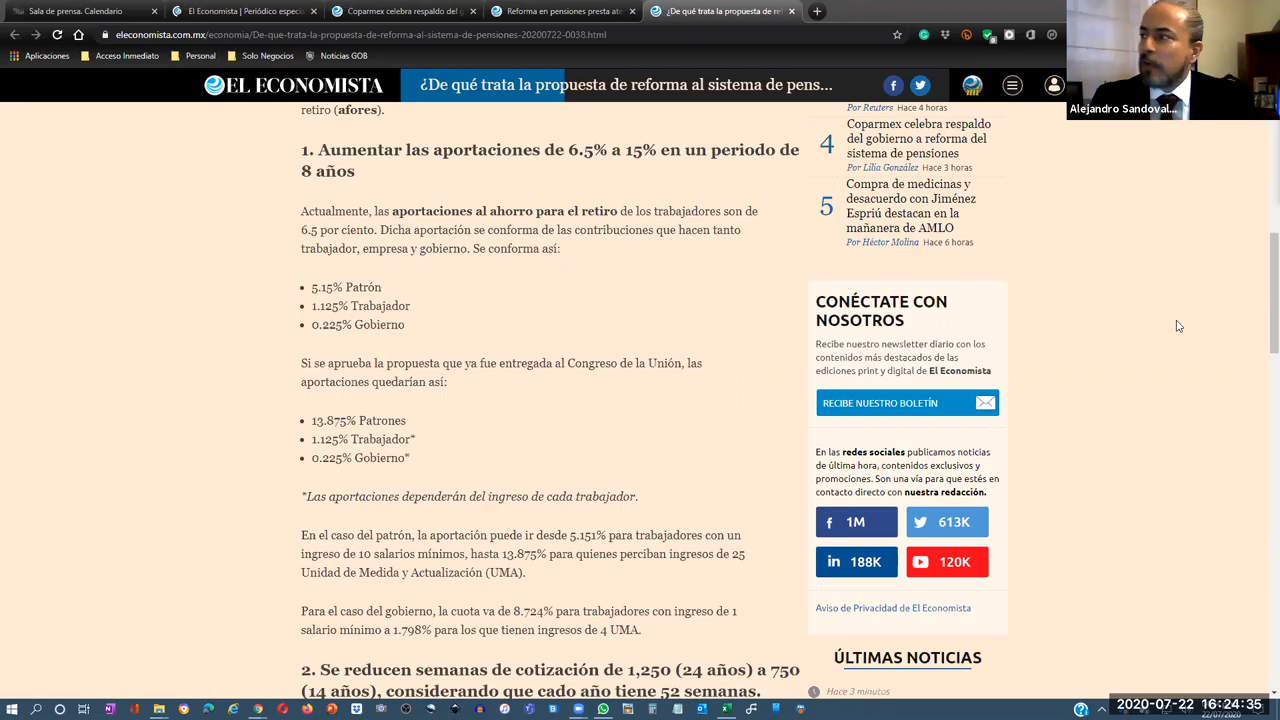 Sala de prensa. Calendario
El Economista | Periódico espec
Coparmex celebra respaldo del g
Reforma en pensiones presta ate
¿De qué trata la propuesta de re
eleconomista.com.mx/economia/De-que-trata-la-propuesta-de-reforma-al-sistema-de-pensiones-20200722-0038.html
Aplicaciones
Acceso Inmediato
Personal
Solo Negocios
Noticias GOB
EL ECONOMISTA
¿De qué trata la propuesta de reforma al sistema de pens...
Alejandro Sandoval...
retiro (afores).
1. Aumentar las aportaciones de 6.5% a 15% en un periodo de
8 años
Actualmente, las aportaciones al ahorro para el retiro de los trabajadores son de
6.5 por ciento. Dicha aportación se conforma de las contribuciones que hacen tanto
trabajador, empresa y gobierno. Se conforma así:
5.15% Patrón
1.125% Trabajador
0.225% Gobierno
Si se aprueba la propuesta que ya fue entregada al Congreso de la Unión, las
aportaciones quedarían así:
13.875% Patrones
1.125% Trabajador*
0.225% Gobierno*
*Las aportaciones dependerán del ingreso de cada trabajador.
En el caso del patrón, la aportación puede ir desde 5.151% para trabajadores con un
ingreso de 10 salarios mínimos, hasta 13.875% para quienes perciban ingresos de 25
Unidad de Medida y Actualización (UMA).
Para el caso del gobierno, la cuota va de 8.724% para trabajadores con ingreso de 1
salario mínimo a 1.798% para los que tienen ingresos de 4 UMA.
2. Se reducen semanas de cotización de 1,250 (24 años) a 750
(14 años), considerando que cado año tiene 52 semanas.
Por Reuters Hace 4 horas
4
Coparmex celebra respaldo
del gobierno a reforma del
sistema de pensiones
Por Lilia González Hace 3 horas
5
Compra de medicinas y
desacuerdo con Jiménez
Espriú destacan en la
mañanera de AMLO
Por Héctor Molina Hace 6 horas
CONÉCTATE CON
NOSOTROS
Recibe nuestro newsletter diario con los
contenidos más destacados de las
ediciones print y digital de El Economista
RECIBE NUESTRO BOLETÍN
En las redes sociales publicamos noticias
de última hora, contenidos exclusivos y
promociones. Son una vía para que estés en
contacto directo con nuestra redacción.
1M
613K
188K
120K
Aviso de Privacidad de El Economista
ÚLTIMAS NOTICIAS
Hace 3 minutos
2020-07-22 16:24:35
22/07/2020